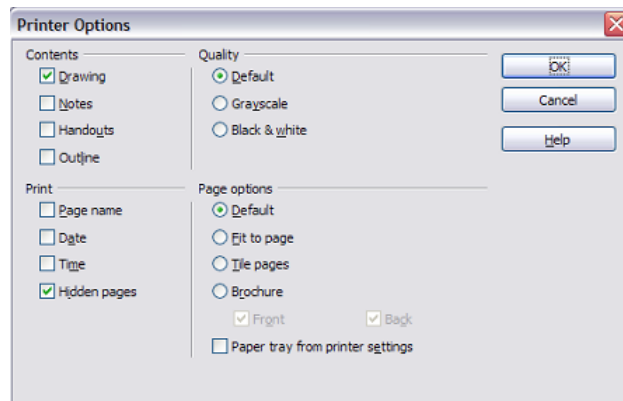 Printer Options
Contents
Drawing
Notes
Handouts
Outline
Quality
Default
Grayscale
Black & white
OK
Cancel
Help
Print
Page name
Date
Time
Hidden pages
Page options
Default
Fit to page
Tile pages
Brochure
Front Back
Paper tray from printer settings